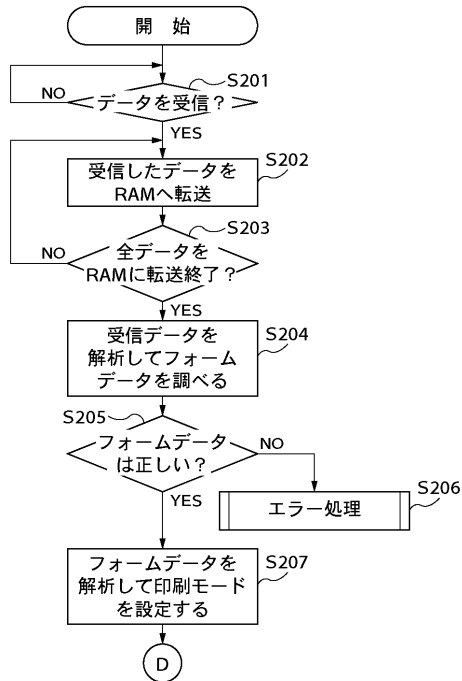 開 始
S201
データを受信？
NO
YES
S202
受信したデータを
RAMへ転送
S203
全データを
RAMに転送終了？
NO
YES
S204
受信データを
解析してフォーム
データを調べる
S205
フォームデータ
は正しい？
NO
YES
S206
エラー処理
S207
フォームデータを
解析して印刷モード
を設定する
D